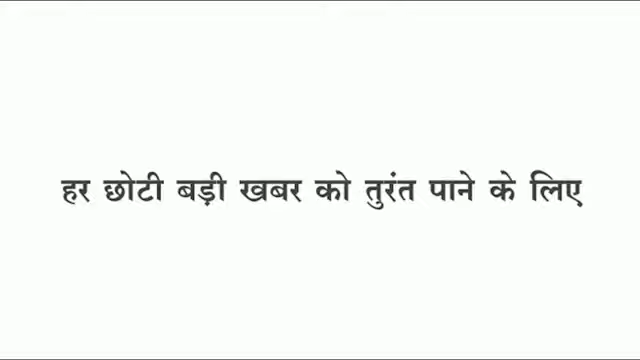 हर छोटी बड़ी खबर को तुरंत पाने के लिए